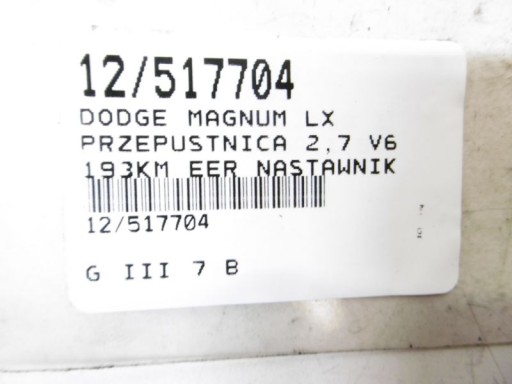 12/517704
DODGE MAGNUM LX
PRZEPUSTNICA 2,7 V6
193KM EER NASTAWNIK
12/517704
G III 7 B